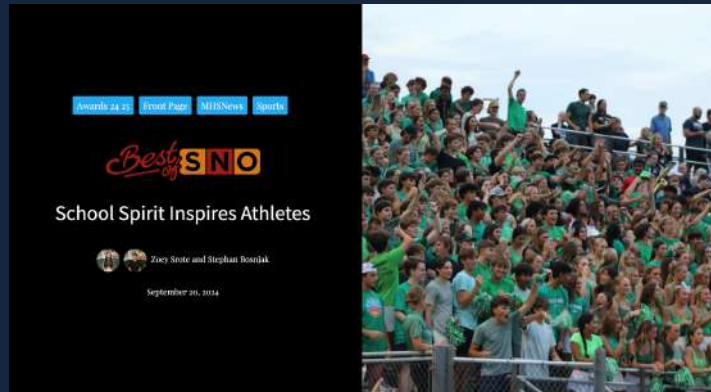 Awards 24 25 Front Page MHSNews Sports
Best of SNO
School Spirit Inspires Athletes
Zoey Srote and Stephan Bosnjak
September 20, 2024